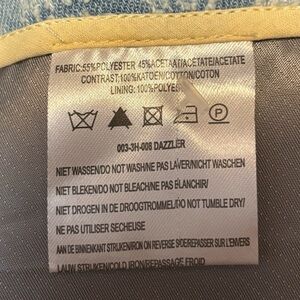 FABRIC:55%POLYESTER 45%ACETAAT/ACETATE/ACETATE
CONTRAST:100%KATOEN/COTTON/COTON
LINING: 100%POLYES
P
003-3H-008 DAZZLER
NIET WASSEN/DO NOT WASH/NE PAS LAVER/NICHT WASCHEN
NIET BLEKEN/DO NOT BLEACH/NE PAS BLANCHIR/
NIET DROGEN IN DE DROOGTROMMEL/DO NOT TUMBLE DRY/
NE PAS UTILISER SECHEUSE
AAN DE BINNENKANT STRIJKEN/IRON ON REVERSE SIDE/REPASSER SUR L'ENVERS
LAUW STRIJKEN/COLD IRON/REPASSAGE FROID